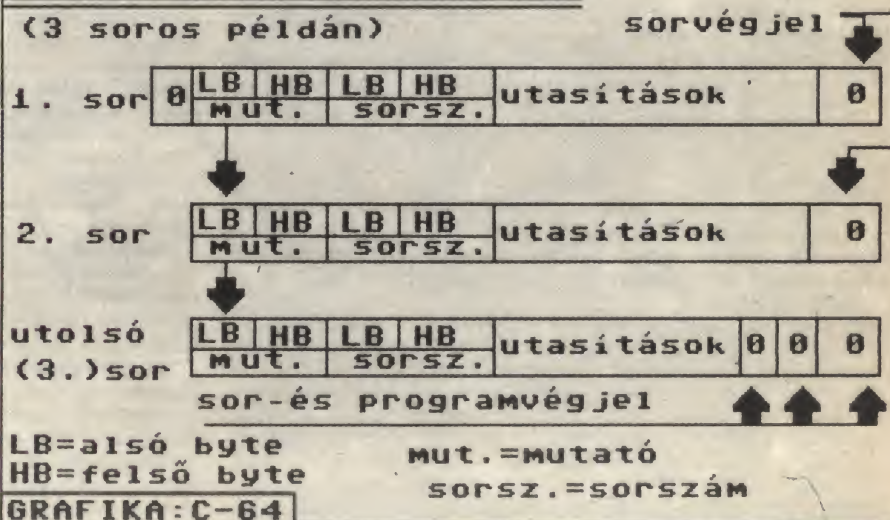 (3 soros példán) sorvégjel
1. sor 0 LB HB LB HB utasítások 0
mut. sorsz.
2. sor LB HB LB HB utasítások 0
mut. sorsz.
utolsó (3.)sor LB HB LB HB utasítások 0 0 0
mut. sorsz.
sor-és programvégjel
LB=alsó byte
HB=felső byte
mut.=mutató
sorsz.=sorszám
GRAFIKA:C-64